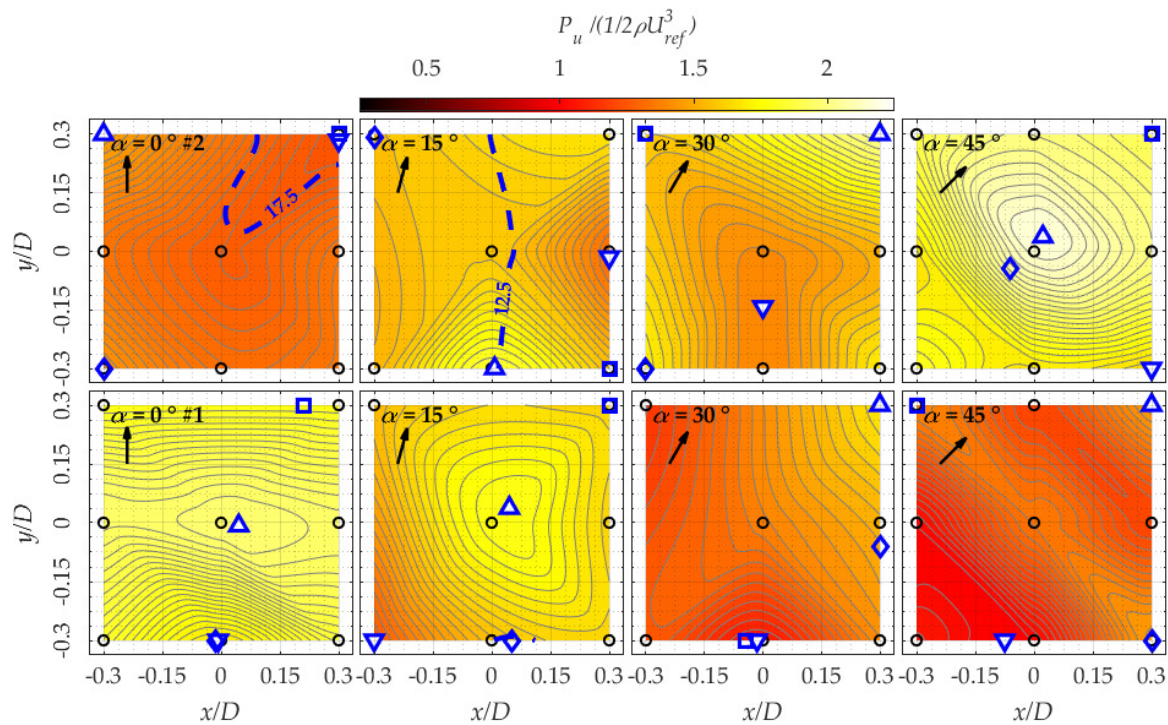 P_u /(1/2ρU³_ref)
0.5 1 1.5 2
0.3 α = 0° #2 α = 15° α = 30° α = 45°
0.15
17.5
y/D 0
12.5
-0.15
-0.3
0.3 α = 0° #1 α = 15° α = 30° α = 45°
0.15
y/D 0
-0.15
-0.3
-0.3 -0.15 0 0.15 0.3 -0.3 -0.15 0 0.15 0.3 -0.3 -0.15 0 0.15 0.3 -0.3 -0.15 0 0.15 0.3
x/D x/D x/D x/D